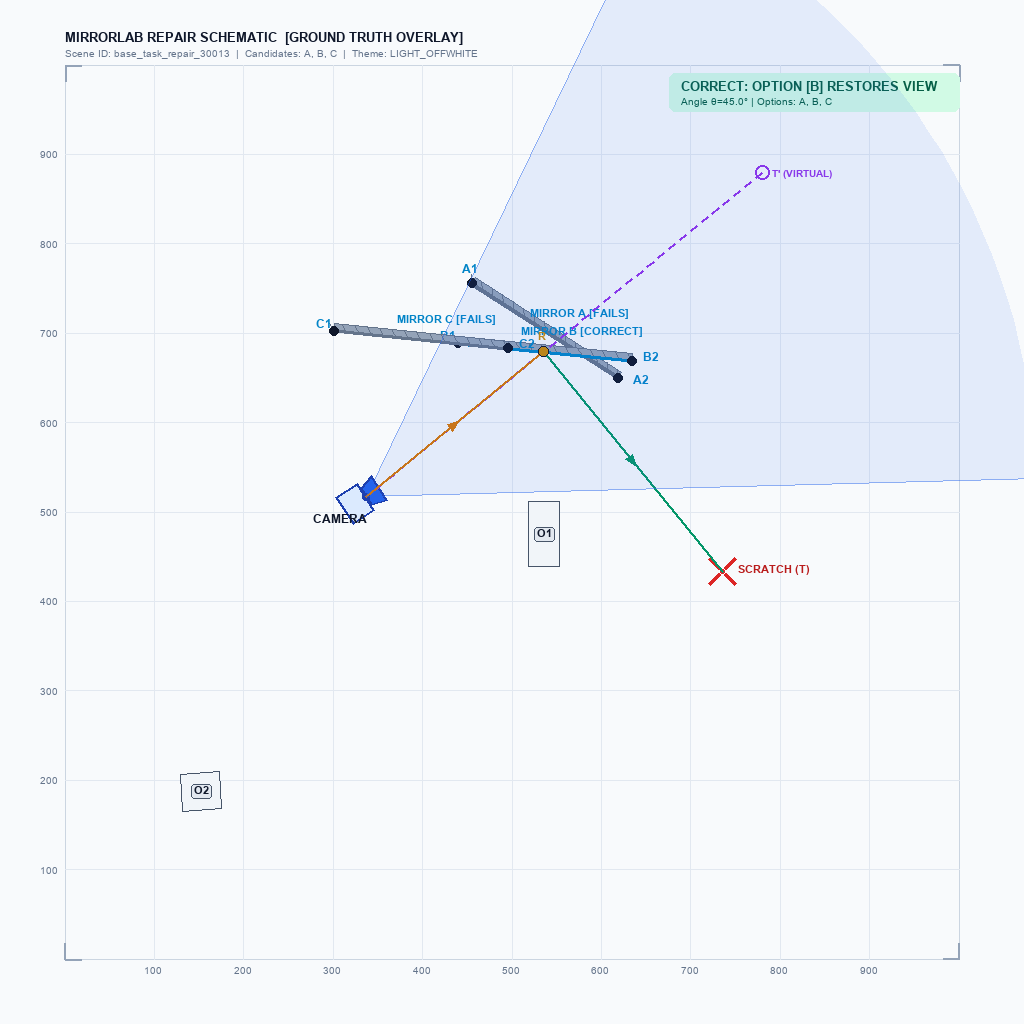 MIRRORLAB REPAIR SCHEMATIC [GROUND TRUTH OVERLAY]
Scene ID: base_task_repair_30013 | Candidates: A, B, C | Theme: LIGHT_OFFWHITE
CORRECT: OPTION [B] RESTORES VIEW
Angle θ=45.0° | Options: A, B, C
900
T' (VIRTUAL)
800
A1
MIRROR A [FAILS]
C1
MIRROR C [FAILS]
700
MIRROR B [CORRECT]
B1
R
C2
B2
A2
600
500
CAMERA
O1
SCRATCH (T)
400
300
200
O2
100
100 200 300 400 500 600 700 800 900